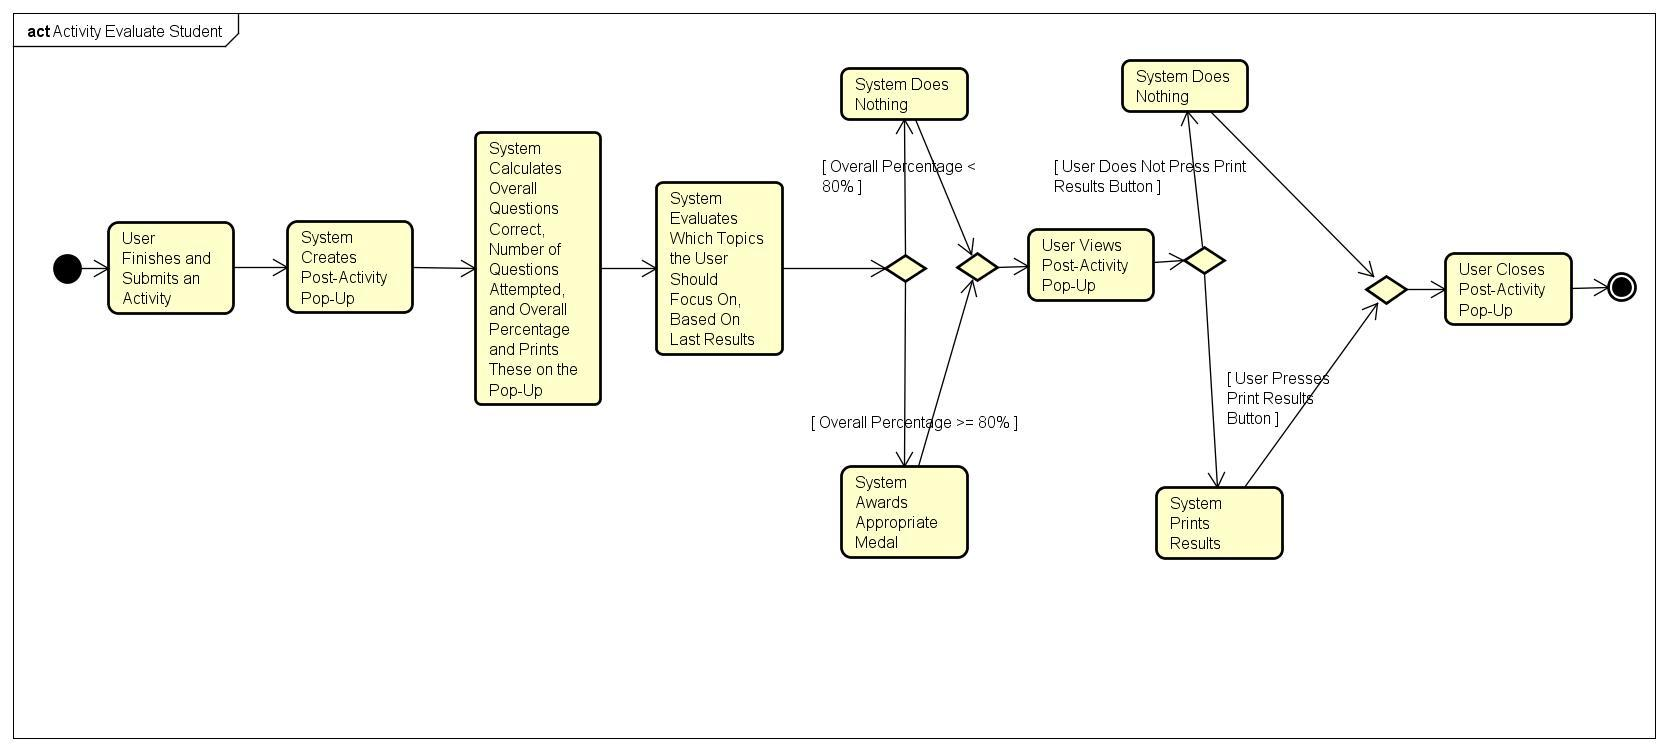 act Activity Evaluate Student
User
Finishes and
Submits an
Activity
System
Creates
Post-Activity
Pop-Up
System
Calculates
Overall
Questions
Correct,
Number of
Questions
Attempted,
and Overall
Percentage
and Prints
These on the
Pop-Up
System
Evaluates
Which Topics
the User
Should
Focus On,
Based On
Last Results
System Does
Nothing
[ Overall Percentage <
80% ]
[ Overall Percentage >= 80% ]
System
Awards
Appropriate
Medal
User Views
Post-Activity
Pop-Up
System Does
Nothing
[ User Does Not Press Print
Results Button ]
[ User Presses
Print Results
Button ]
System
Prints
Results
User Closes
Post-Activity
Pop-Up